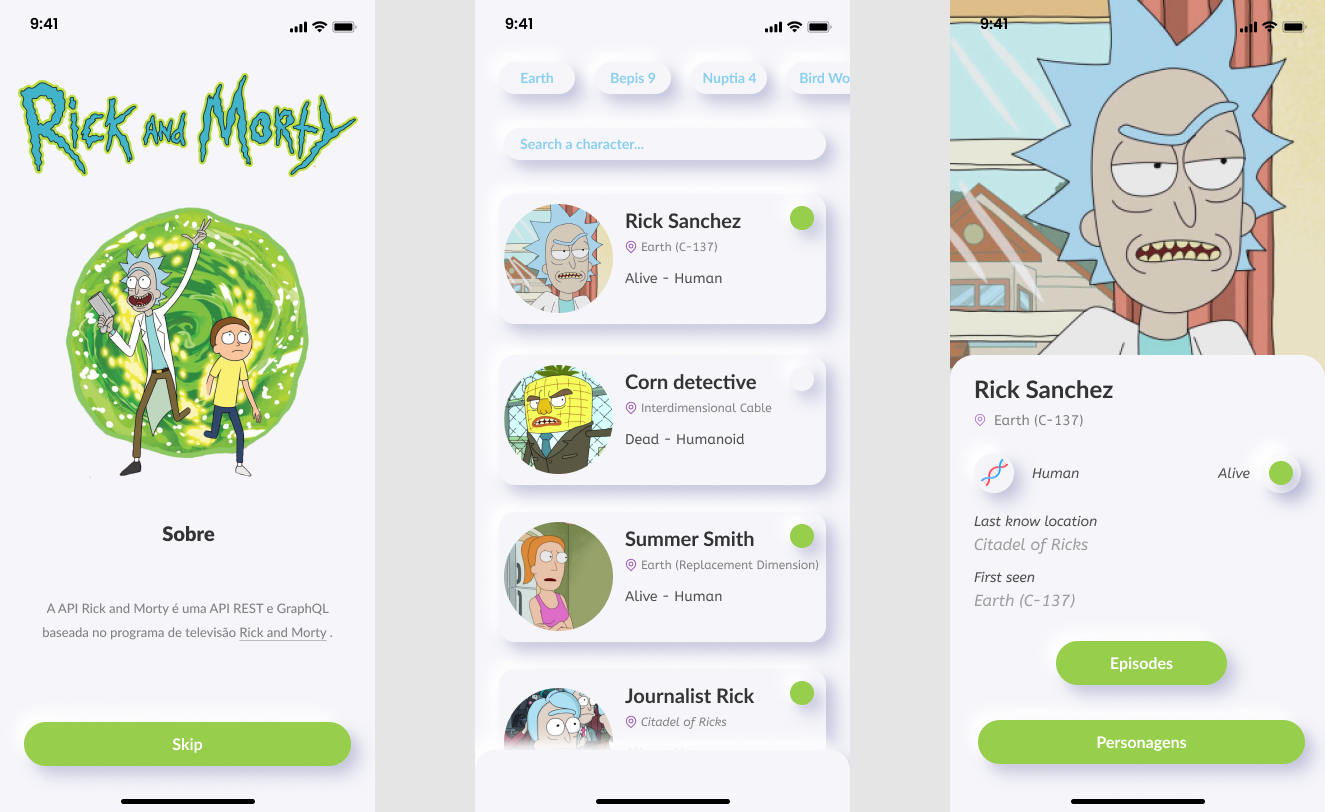 9:41
Rick and Morty
Sobre
A API Rick and Morty é uma API REST e GraphQL
baseada no programa de televisão Rick and Morty .
Skip
9:41
Earth
Bepis 9
Nuptia 4
Bird Wo
Search a character...
Rick Sanchez
Earth (C-137)
Alive - Human
Corn detective
Interdimensional Cable
Dead - Humanoid
Summer Smith
Earth (Replacement Dimension)
Alive - Human
Journalist Rick
Citadel of Ricks
9:41
Rick Sanchez
Earth (C-137)
Human
Alive
Last know location
Citadel of Ricks
First seen
Earth (C-137)
Episodes
Personagens